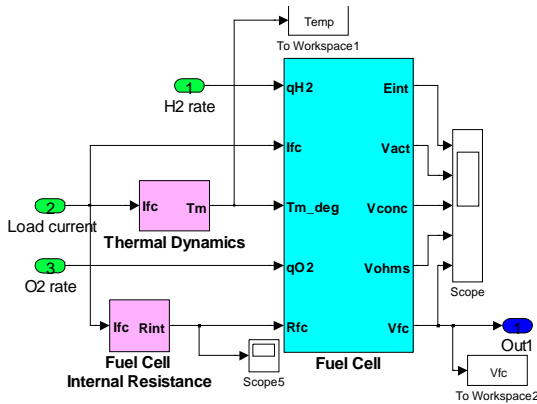 Temp
To Workspace1
1
H2 rate
qH2
Eint
Ifc
Vact
2
Load current
Ifc
Tm
Thermal Dynamics
Tm_deg
Vconc
3
O2 rate
qO2
Vohms
Scope
Ifc
Rint
Fuel Cell
Internal Resistance
Scope5
Rfc
Vfc
Fuel Cell
1
Out1
Vfc
To Workspace2